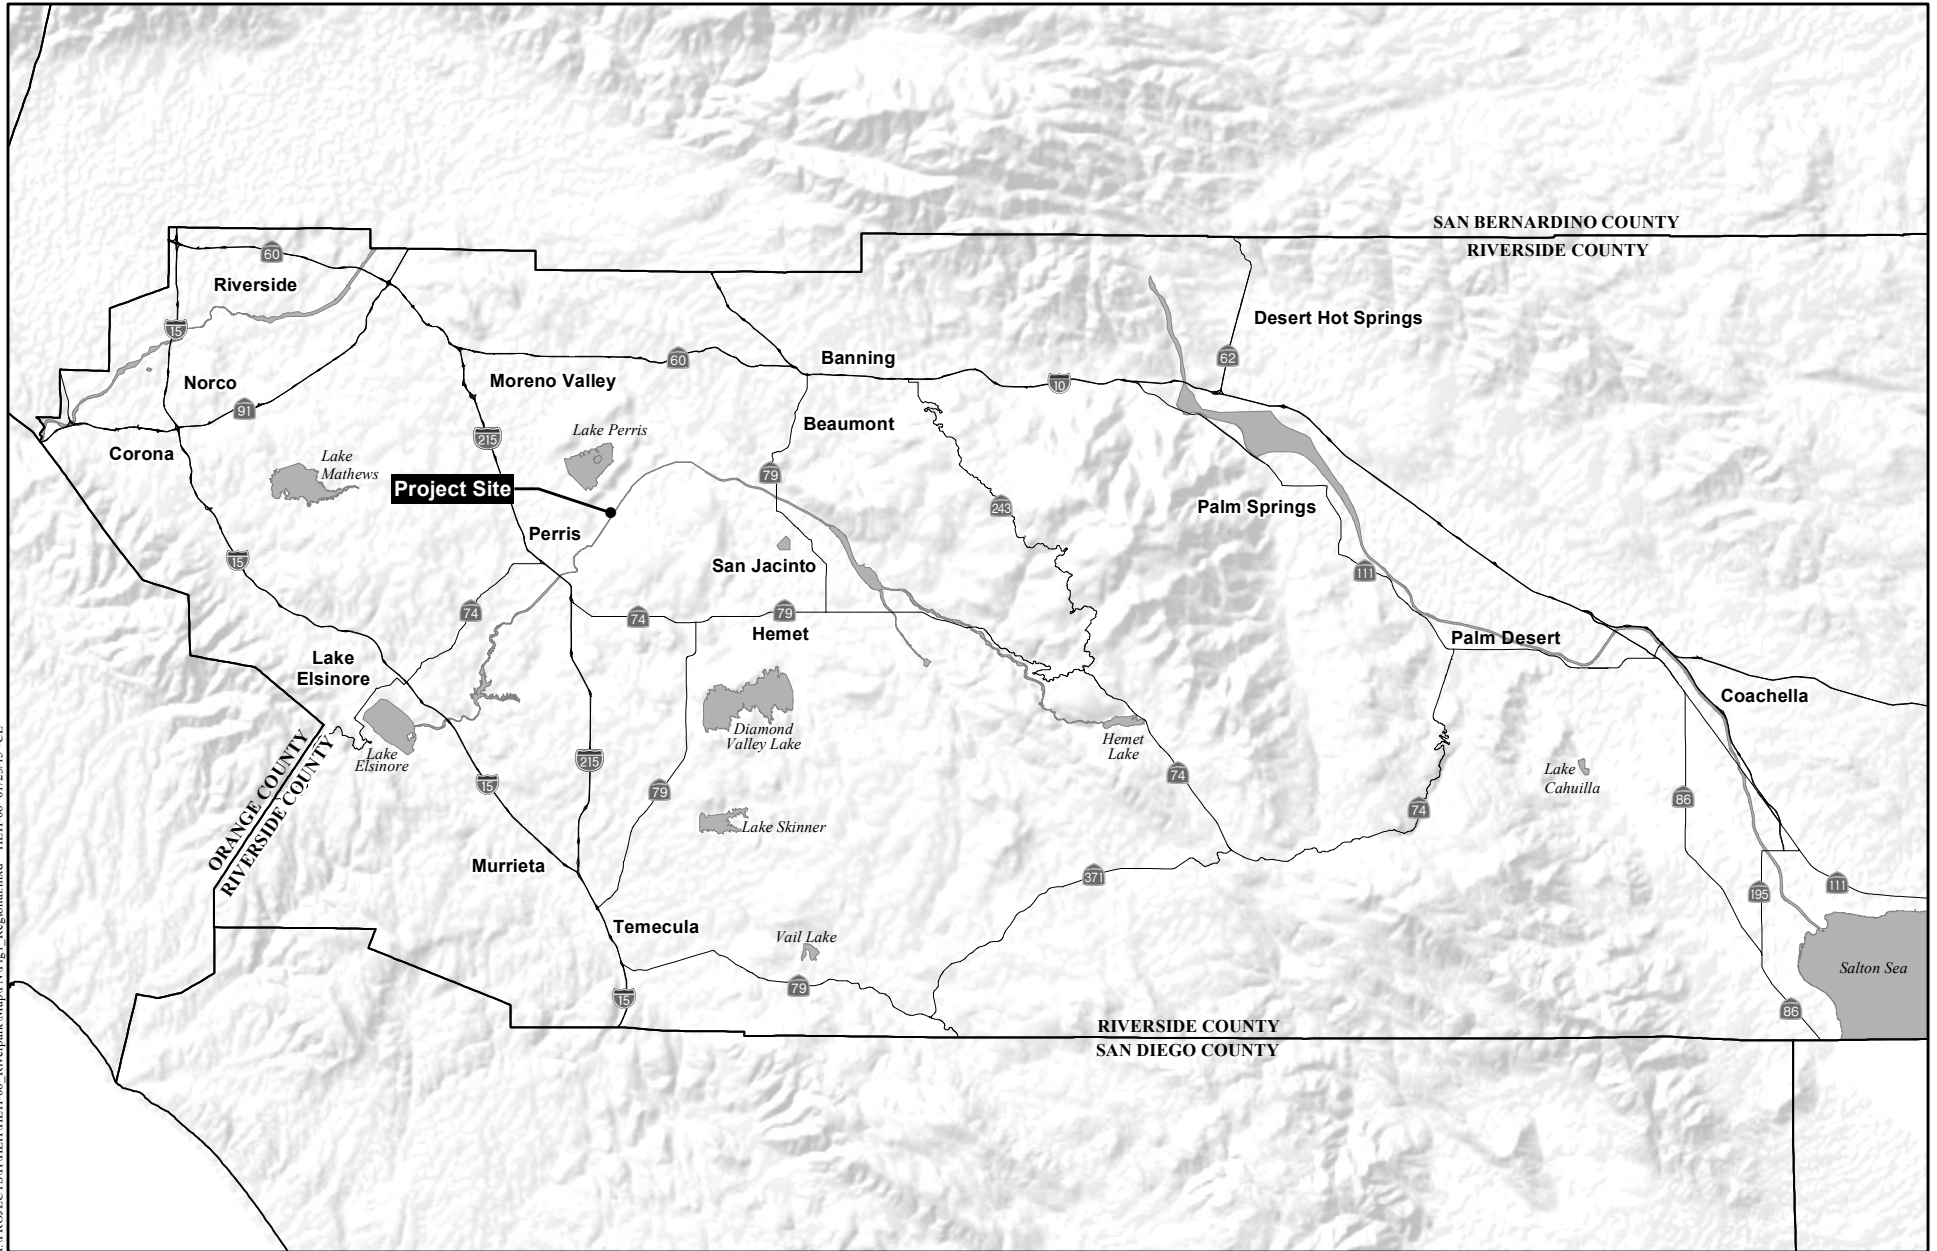 SAN BERNARDINO COUNTY
RIVERSIDE COUNTY
60
Riverside
15
Desert Hot Springs
62
60
Banning
10
Norco
91
Moreno Valley
Beaumont
215
Lake Perris
Corona
Lake
Mathews
79
Project Site
243
Palm Springs
Perris
15
San Jacinto
111
74
74
79
Hemet
Palm Desert
Lake
Elsinore
Coachella
Diamond
Valley Lake
Hemet
Lake
Lake
Elsinore
215
ORANGE COUNTY
RIVERSIDE COUNTY
15
79
74
Lake
Cahuilla
86
74
Lake Skinner
Murrieta
371
195
111
Temecula
Vail Lake
Salton Sea
79
15
86
RIVERSIDE COUNTY
SAN DIEGO COUNTY